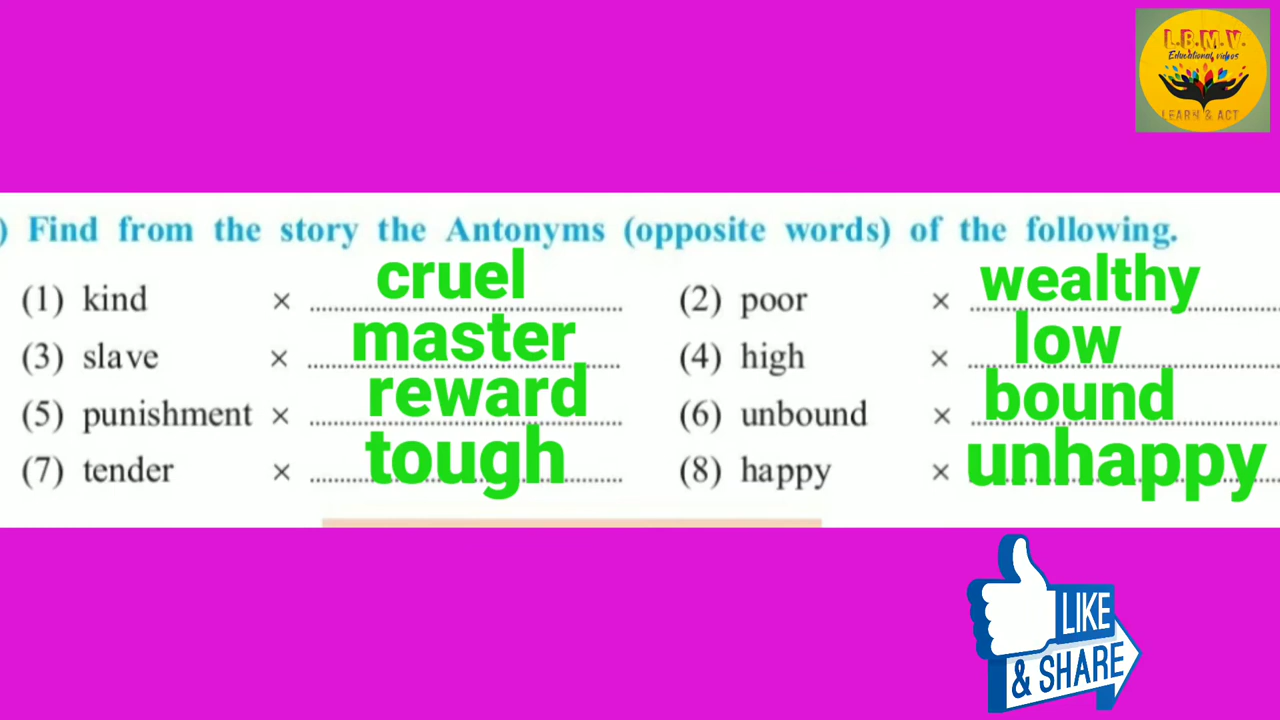 L.B.M.V.
Educational videos
LEARN & ACT
) Find from the story the Antonyms (opposite words) of the following.
(1) kind × cruel (2) poor × wealthy
(3) slave × master (4) high × low
(5) punishment × reward (6) unbound × bound
(7) tender × tough (8) happy × unhappy
LIKE
& SHARE